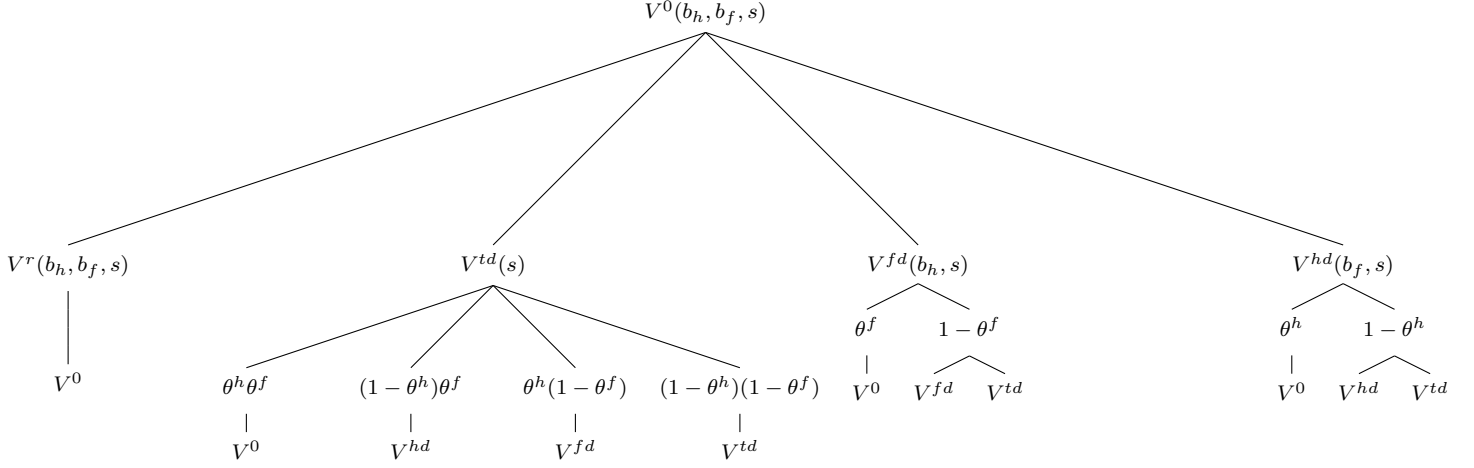 V^0(b_h, b_f, s)
V^r(b_h, b_f, s) V^{td}(s) V^{fd}(b_h, s) V^{hd}(b_f, s)
θ^f 1 − θ^f θ^h 1 − θ^h
V^0 θ^hθ^f (1 − θ^h)θ^f θ^h(1 − θ^f) (1 − θ^h)(1 − θ^f) V^0 V^{fd} V^{td} V^0 V^{hd} V^{td}
V^0 V^{hd} V^{fd} V^{td}